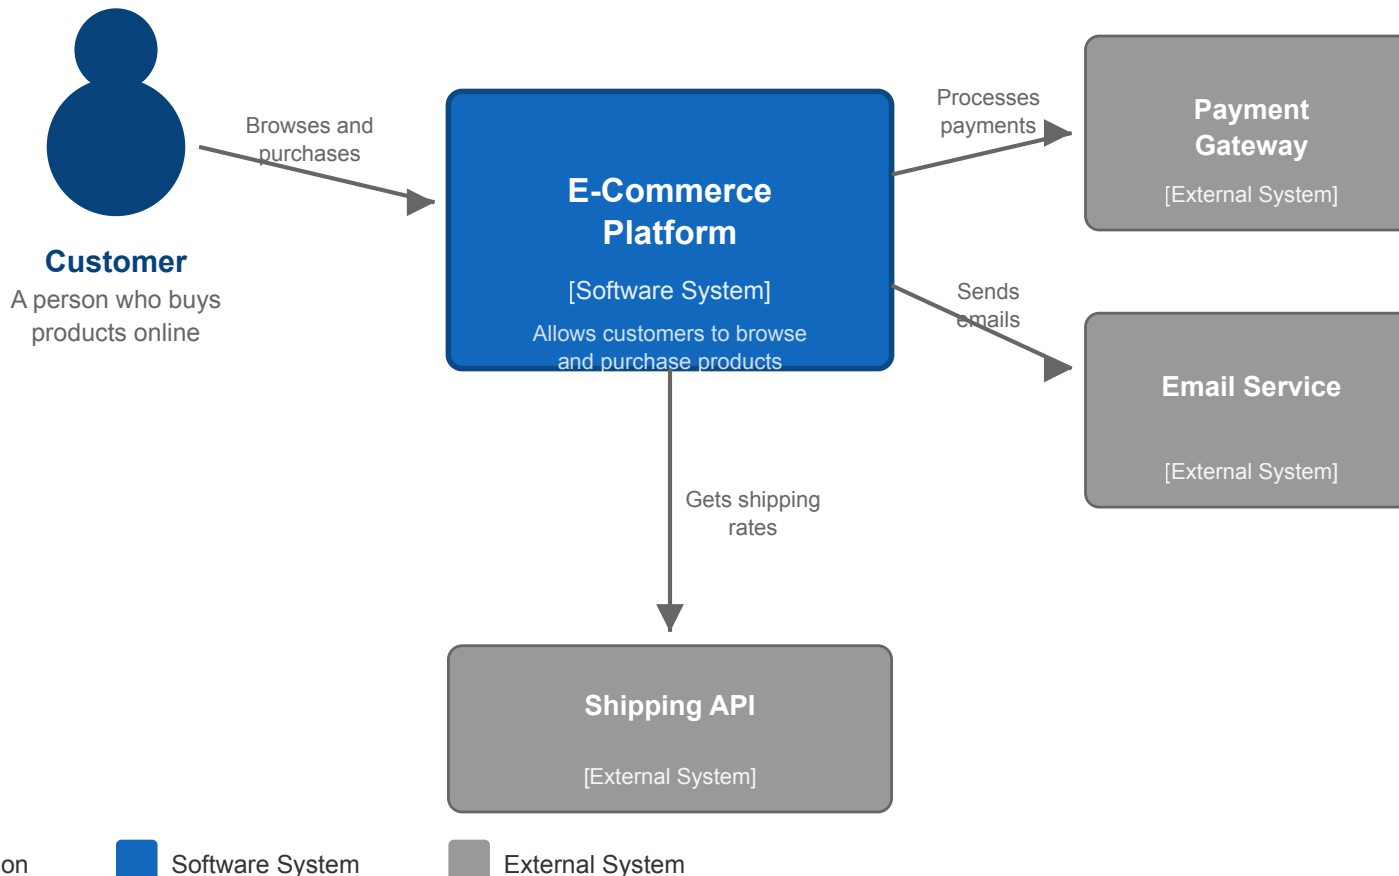 Browses and
purchases
Processes
payments
Payment
Gateway
[External System]
E-Commerce
Platform
[Software System]
Allows customers to browse
and purchase products
Customer
A person who buys
products online
Sends
emails
Email Service
[External System]
Gets shipping
rates
Shipping API
[External System]
Software System
External System